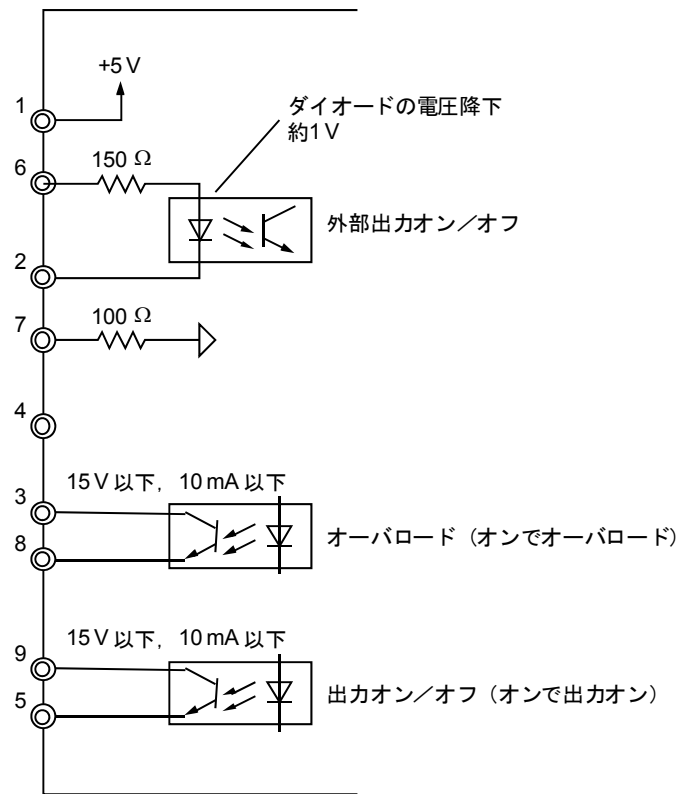 +5 V
1
ダイオードの電圧降下
約1 V
6
150 Ω
外部出力オン／オフ
2
7
100 Ω
4
15 V 以下，10 mA 以下
3
オーバロード（オンでオーバロード）
8
15 V 以下，10 mA 以下
9
出力オン／オフ（オンで出力オン）
5